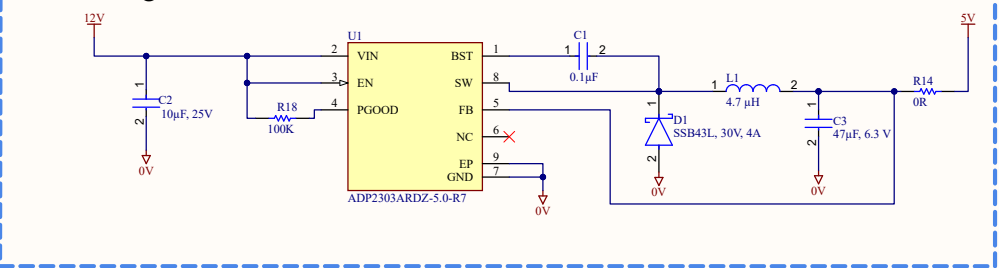 12V
5V
U1
2 VIN
3 EN
4 PGOOD
BST 1
SW 8
FB 5
NC 6
EP 9
GND 7
ADP2303ARDZ-5.0-R7
1
2
C2
10µF, 25V
0V
R18
100K
0V
C1
1 2
0.1µF
1
2
D1
SSB43L, 30V, 4A
0V
L1
1 2
4.7 µH
1
2
C3
47µF, 6.3 V
0V
R14
0R